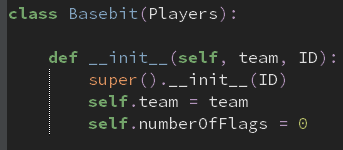 class Basebit(Players):
def __init__(self, team, ID):
super().__init__(ID)
self.team = team
self.numberOfFlags = 0